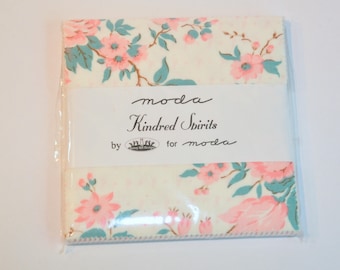 moda
Kindred Spirits
by for moda